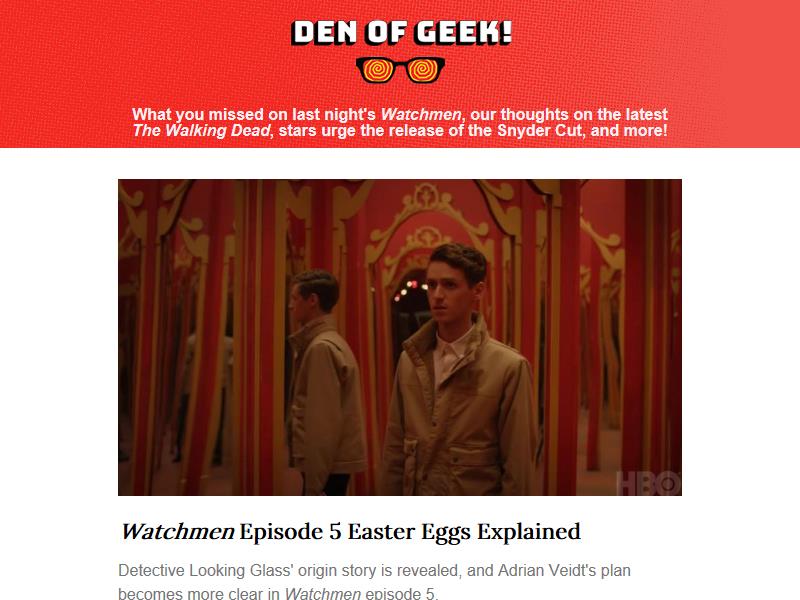 DEN OF GEEK!
What you missed on last night's Watchmen, our thoughts on the latest
The Walking Dead, stars urge the release of the Snyder Cut, and more!
HBO
Watchmen Episode 5 Easter Eggs Explained
Detective Looking Glass' origin story is revealed, and Adrian Veidt's plan
becomes more clear in Watchmen episode 5.